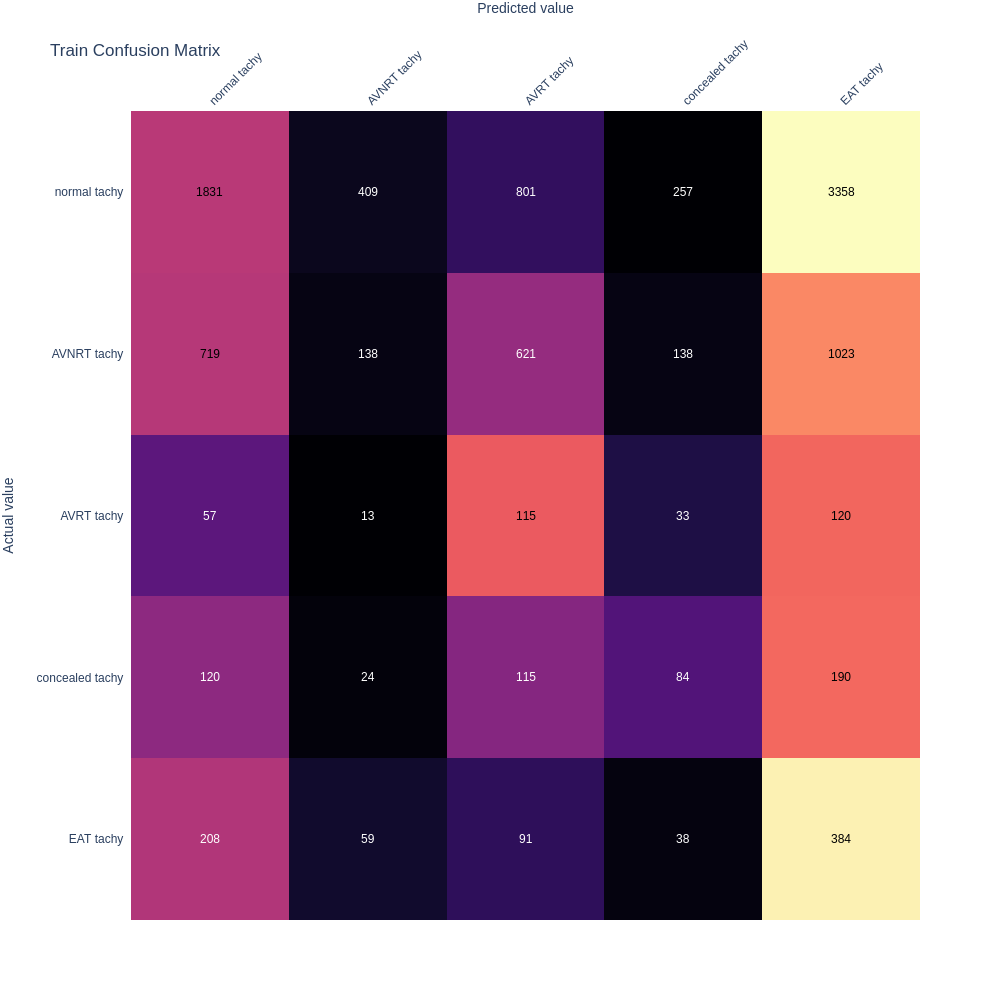 Predicted value
Train Confusion Matrix
normal tachy
AVNRT tachy
AVRT tachy
concealed tachy
EAT tachy
Actual value
normal tachy 1831 409 801 257 3358
AVNRT tachy 719 138 621 138 1023
AVRT tachy 57 13 115 33 120
concealed tachy 120 24 115 84 190
EAT tachy 208 59 91 38 384